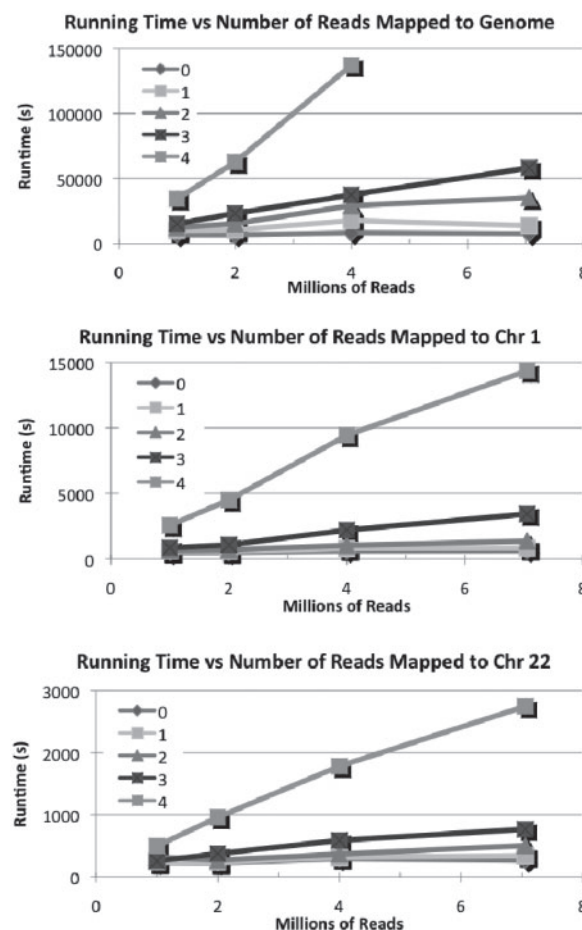 Running Time vs Number of Reads Mapped to Genome
150000
100000
50000
0
Runtime (s)
0
1
2
3
4
0 2 4 6 8
Millions of Reads
Running Time vs Number of Reads Mapped to Chr 1
15000
10000
5000
0
Runtime (s)
0
1
2
3
4
0 2 4 6 8
Millions of Reads
Running Time vs Number of Reads Mapped to Chr 22
3000
2000
1000
0
Runtime (s)
0
1
2
3
4
0 2 4 6 8
Millions of Reads